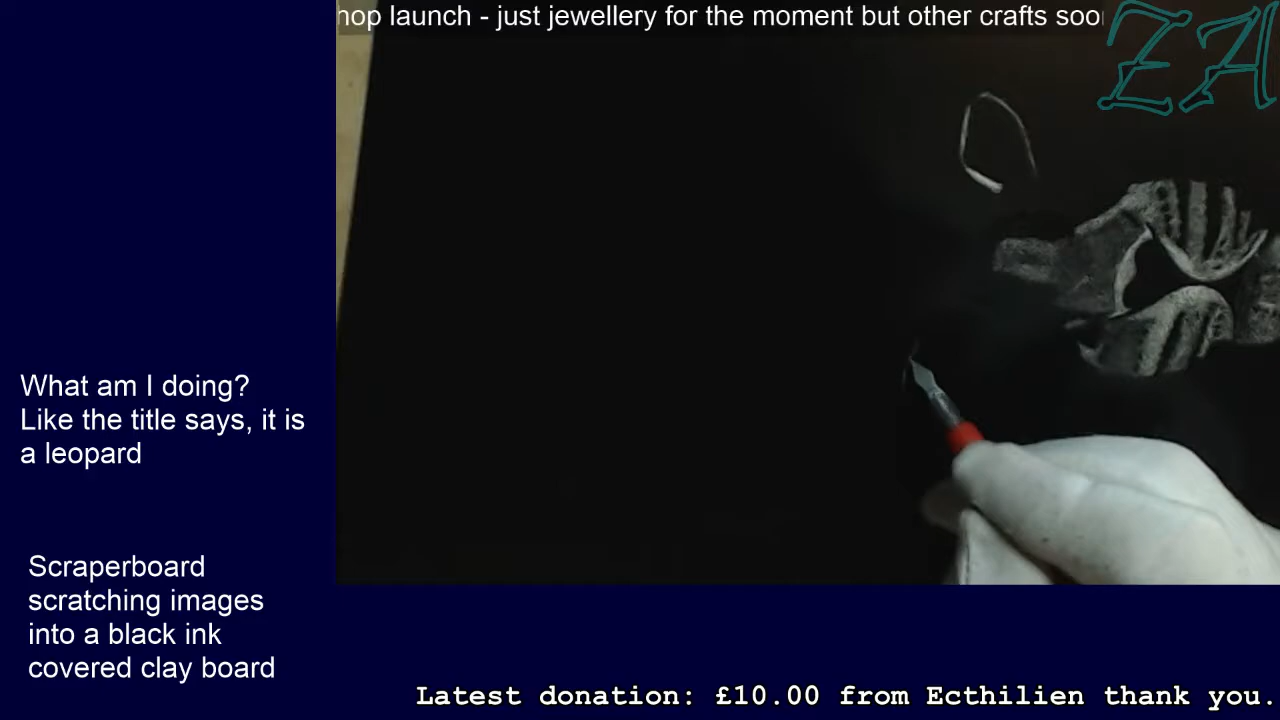 hop launch - just jewellery for the moment but other crafts soo
ZA
What am I doing?
Like the title says, it is
a leopard
Scraperboard
scratching images
into a black ink
covered clay board
Latest donation: £10.00 from Ecthilien thank you.